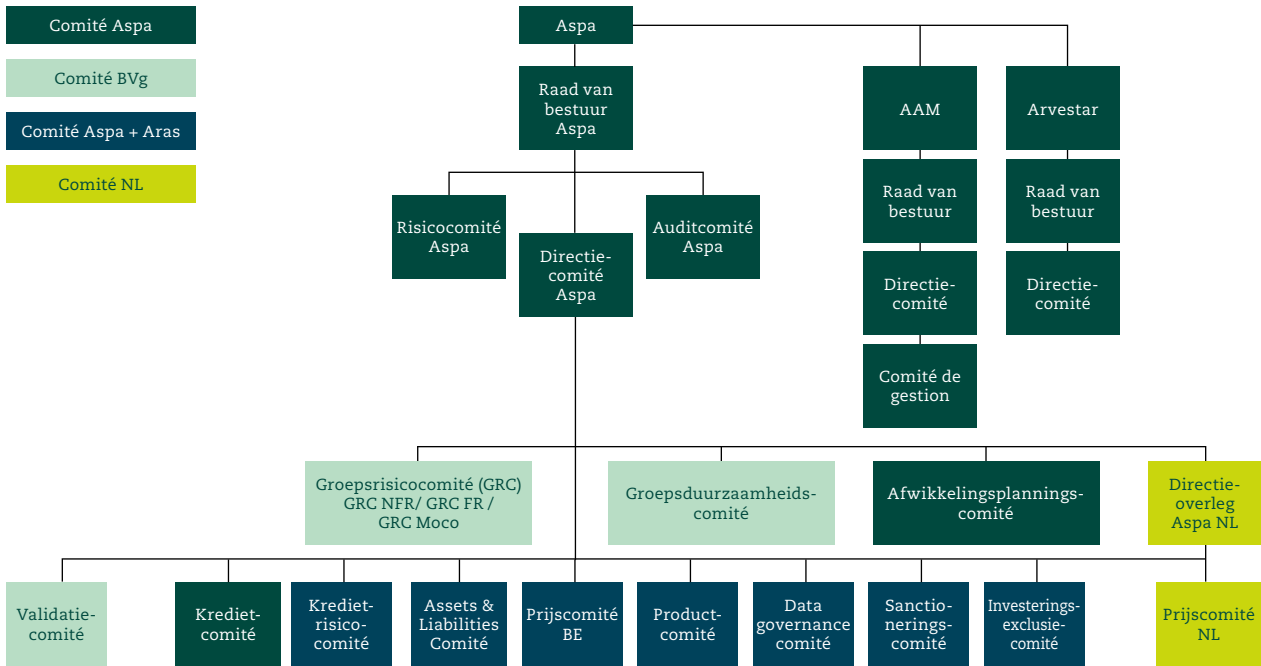 Comité Aspa
Comité BVg
Comité Aspa + Aras
Comité NL
Aspa
Raad van
bestuur
Aspa
AAM
Arvestar
Risicocomité
Aspa
Directie-
comité
Aspa
Auditcomité
Aspa
Raad van
bestuur
Raad van
bestuur
Directie-
comité
Directie-
comité
Comité de
gestion
Groepsrisicocomité (GRC)
GRC NFR/ GRC FR /
GRC Moco
Groepsduurzaamheids-
comité
Afwikkelingsplannings-
comité
Directie-
overleg
Aspa NL
Validatie-
comité
Krediet-
comité
Krediet-
risico-
comité
Assets &
Liabilities
Comité
Prijscomité
BE
Product-
comité
Data
governance
comité
Sanctio-
nerings-
comité
Investerings-
exclusie-
comité
Prijscomité
NL